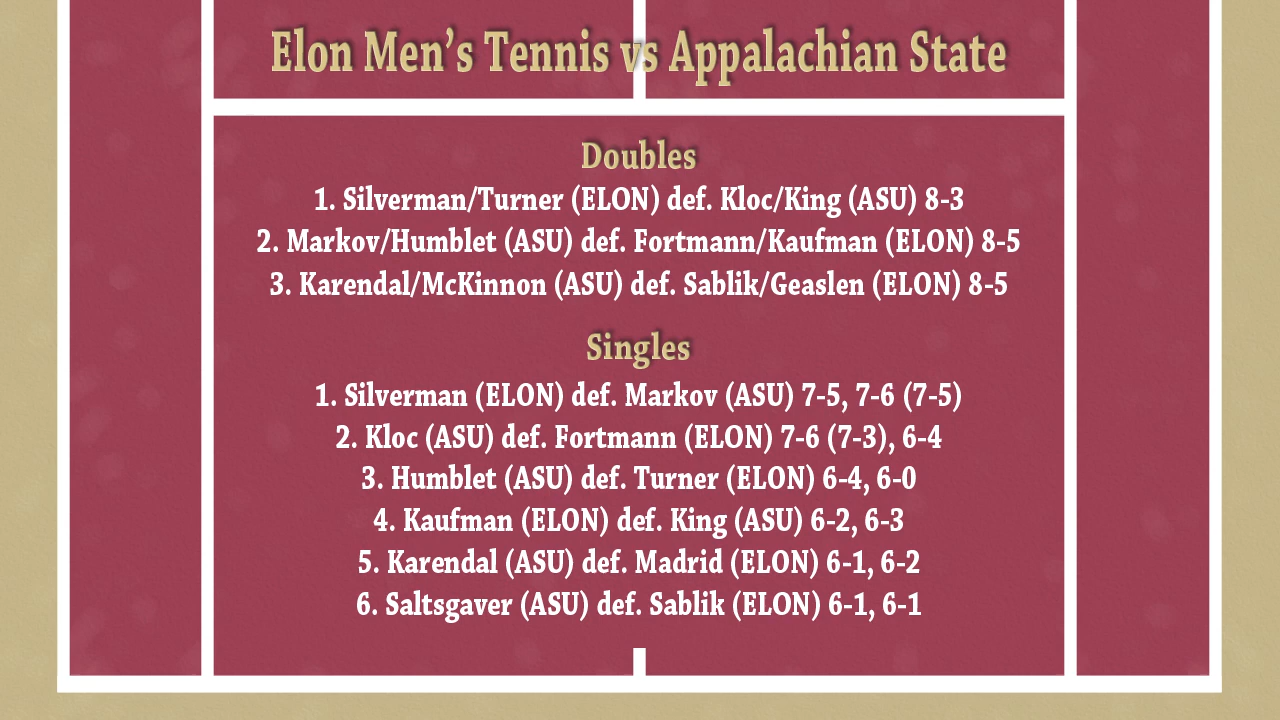 Elon Men's Tennis vs Appalachian State
Doubles
1. Silverman/Turner (ELON) def. Kloc/King (ASU) 8-3
2. Markov/Humblet (ASU) def. Fortmann/Kaufman (ELON) 8-5
3. Karendal/McKinnon (ASU) def. Sablik/Geaslen (ELON) 8-5
Singles
1. Silverman (ELON) def. Markov (ASU) 7-5, 7-6 (7-5)
2. Kloc (ASU) def. Fortmann (ELON) 7-6 (7-3), 6-4
3. Humblet (ASU) def. Turner (ELON) 6-4, 6-0
4. Kaufman (ELON) def. King (ASU) 6-2, 6-3
5. Karendal (ASU) def. Madrid (ELON) 6-1, 6-2
6. Saltsgaver (ASU) def. Sablik (ELON) 6-1, 6-1